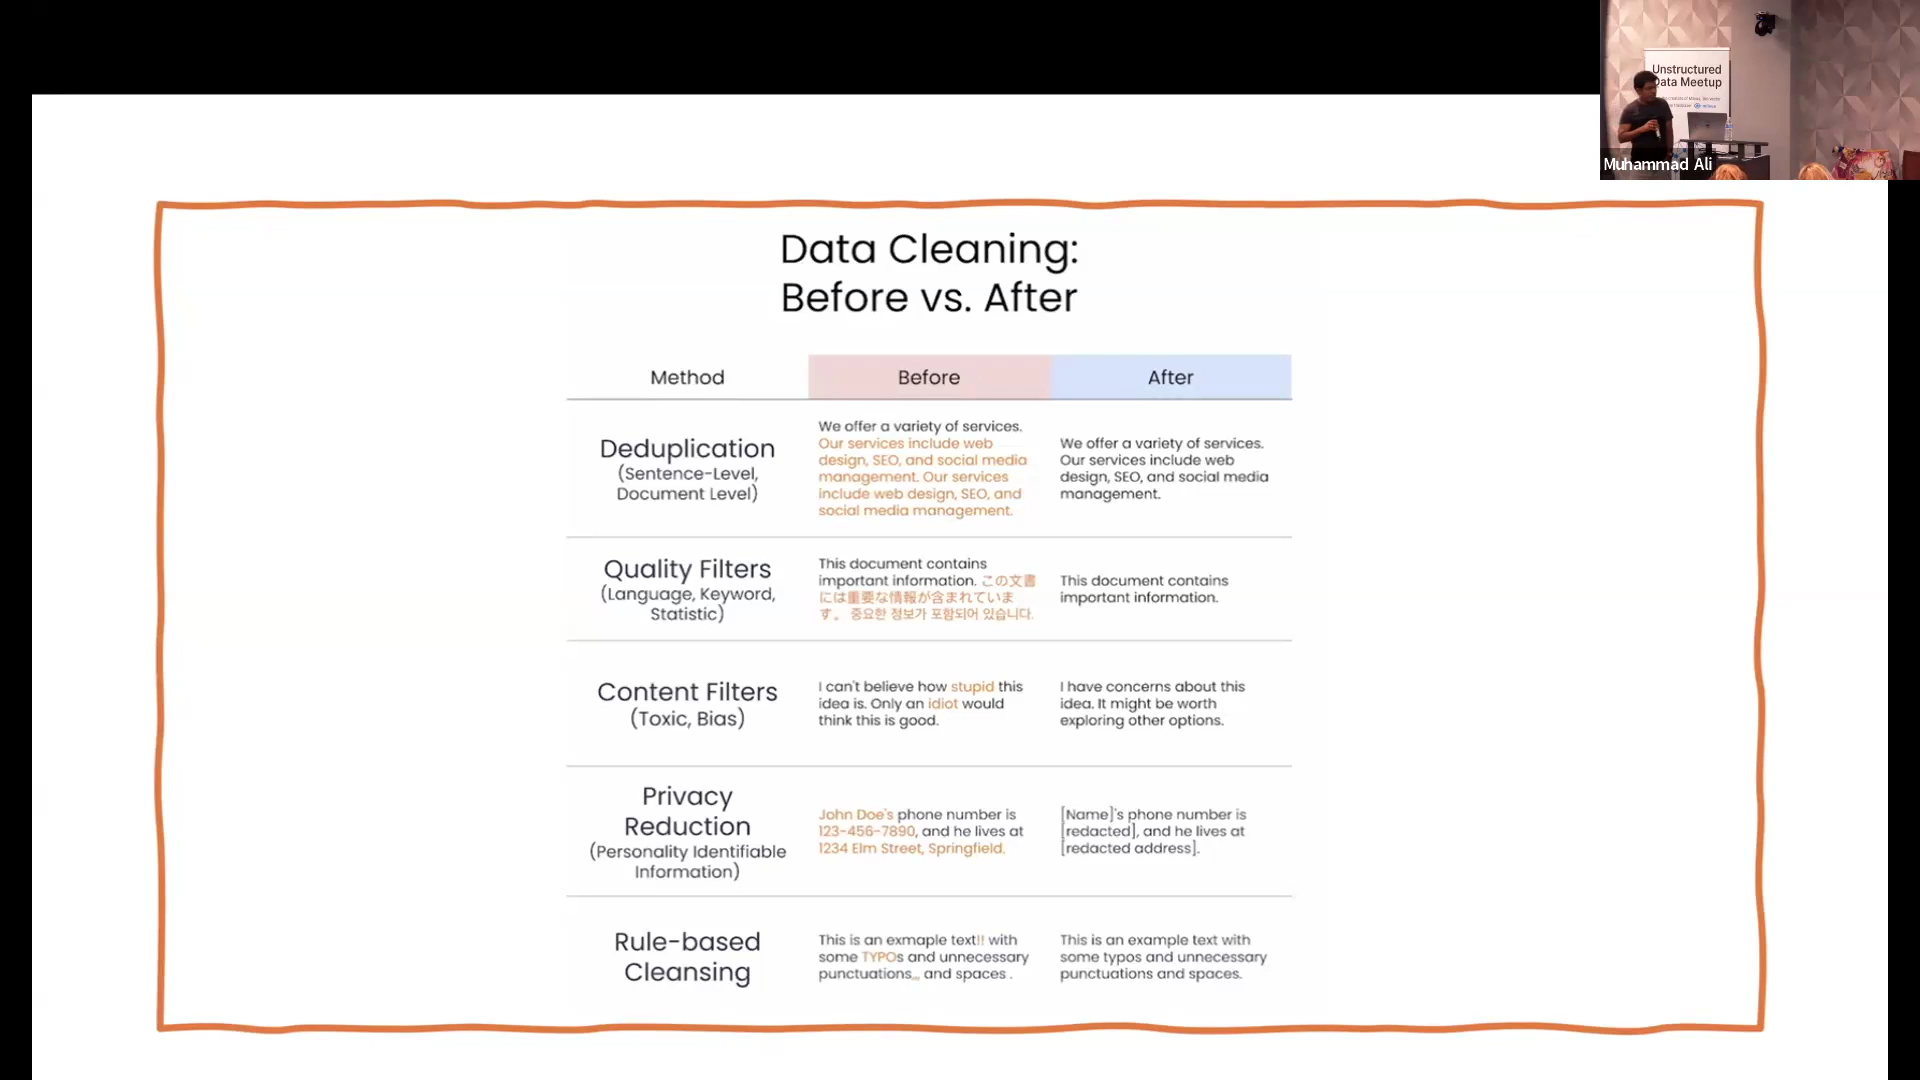 Unstructured
Data Meetup
Muhammad Ali
Data Cleaning:
Before vs. After
Method
Before
After
Deduplication
(Sentence-Level,
Document Level)
We offer a variety of services.
Our services include web
design, SEO, and social media
management. Our services
include web design, SEO, and
social media management.
We offer a variety of services.
Our services include web
design, SEO, and social media
management.
Quality Filters
(Language, Keyword,
Statistic)
This document contains
important information. この文書
には重要な情報が含まれていま
す。 중요한 정보가 포함되어 있습니다.
This document contains
important information.
Content Filters
(Toxic, Bias)
I can't believe how stupid this
idea is. Only an idiot would
think this is good.
I have concerns about this
idea. It might be worth
exploring other options.
Privacy
Reduction
(Personality Identifiable
Information)
John Doe's phone number is
123-456-7890, and he lives at
1234 Elm Street, Springfield.
[Name]'s phone number is
[redacted], and he lives at
[redacted address].
Rule-based
Cleansing
This is an exmaple text!! with
some TYPOs and unnecessary
punctuations,,, and spaces .
This is an example text with
some typos and unnecessary
punctuations and spaces.